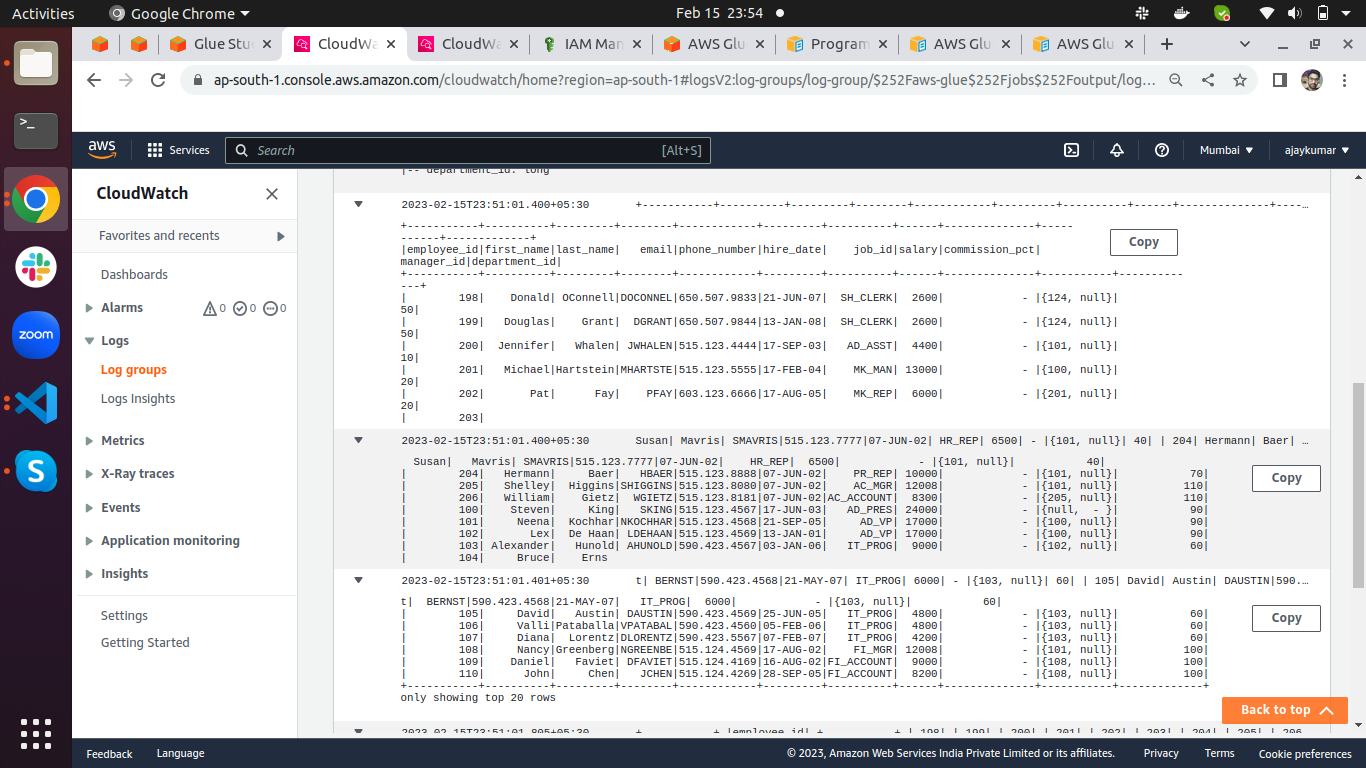 Activities
Google Chrome
Feb 15 23:54
Glue Stu
CloudWa
CloudWa
IAM Man
AWS Glu
Program
AWS Glu
AWS Glu
ap-south-1.console.aws.amazon.com/cloudwatch/home?region=ap-south-1#logsV2:log-groups/log-group/$252Faws-glue$252Fjobs$252Foutput/log…
aws
Services
Search
[Alt+S]
Mumbai
ajaykumar
CloudWatch
Favorites and recents
Dashboards
Alarms
0
0
0
Logs
Log groups
Logs Insights
Metrics
X-Ray traces
Events
Application monitoring
Insights
Settings
Getting Started
|-- department_id: long
2023-02-15T23:51:01.400+05:30 +-----------+----------+---------+--------+------------+---------+----------+------+--------------+----…
+-----------+----------+---------+--------+------------+---------+----------+------+--------------+-----
------+-------------+
|employee_id|first_name|last_name|   email|phone_number|hire_date|    job_id|salary|commission_pct|
manager_id|department_id|
+-----------+----------+---------+--------+------------+---------+----------+------+--------------+-----------+----------
---+
|        198|    Donald| OConnell|DOCONNEL|650.507.9833|21-JUN-07|  SH_CLERK|  2600|            - |{124, null}|
50|
|        199|   Douglas|    Grant|  DGRANT|650.507.9844|13-JAN-08|  SH_CLERK|  2600|            - |{124, null}|
50|
|        200|  Jennifer|   Whalen| JWHALEN|515.123.4444|17-SEP-03|   AD_ASST|  4400|            - |{101, null}|
10|
|        201|   Michael|Hartstein|MHARTSTE|515.123.5555|17-FEB-04|    MK_MAN| 13000|            - |{100, null}|
20|
|        202|       Pat|      Fay|    PFAY|603.123.6666|17-AUG-05|    MK_REP|  6000|            - |{201, null}|
20|
|        203|
Copy
2023-02-15T23:51:01.400+05:30 Susan| Mavris| SMAVRIS|515.123.7777|07-JUN-02| HR_REP| 6500| - |{101, null}| 40| | 204| Hermann| Baer| …
  Susan|   Mavris| SMAVRIS|515.123.7777|07-JUN-02|    HR_REP|  6500|            - |{101, null}|           40|
|        204|   Hermann|     Baer|   HBAER|515.123.8888|07-JUN-02|    PR_REP| 10000|            - |{101, null}|           70|
|        205|   Shelley|  Higgins|SHIGGINS|515.123.8080|07-JUN-02|    AC_MGR| 12008|            - |{101, null}|          110|
|        206|   William|    Gietz|  WGIETZ|515.123.8181|07-JUN-02|AC_ACCOUNT|  8300|            - |{205, null}|          110|
|        100|    Steven|     King|   SKING|515.123.4567|17-JUN-03|   AD_PRES| 24000|            - |{null,  - }|           90|
|        101|     Neena|  Kochhar|NKOCHHAR|515.123.4568|21-SEP-05|     AD_VP| 17000|            - |{100, null}|           90|
|        102|       Lex|  De Haan| LDEHAAN|515.123.4569|13-JAN-01|     AD_VP| 17000|            - |{100, null}|           90|
|        103| Alexander|   Hunold| AHUNOLD|590.423.4567|03-JAN-06|   IT_PROG|  9000|            - |{102, null}|           60|
|        104|     Bruce|    Erns
Copy
2023-02-15T23:51:01.401+05:30 t| BERNST|590.423.4568|21-MAY-07| IT_PROG| 6000| - |{103, null}| 60| | 105| David| Austin| DAUSTIN|590.…
t|  BERNST|590.423.4568|21-MAY-07|   IT_PROG|  6000|            - |{103, null}|           60|
|        105|     David|   Austin| DAUSTIN|590.423.4569|25-JUN-05|   IT_PROG|  4800|            - |{103, null}|           60|
|        106|     Valli|Pataballa|VPATABAL|590.423.4560|05-FEB-06|   IT_PROG|  4800|            - |{103, null}|           60|
|        107|     Diana|  Lorentz|DLORENTZ|590.423.5567|07-FEB-07|   IT_PROG|  4200|            - |{103, null}|           60|
|        108|     Nancy|Greenberg|NGREENBE|515.124.4569|17-AUG-02|    FI_MGR| 12008|            - |{101, null}|          100|
|        109|    Daniel|   Faviet| DFAVIET|515.124.4169|16-AUG-02|FI_ACCOUNT|  9000|            - |{108, null}|          100|
|        110|      John|     Chen|   JCHEN|515.124.4269|28-SEP-05|FI_ACCOUNT|  8200|            - |{108, null}|          100|
+-----------+----------+---------+--------+------------+---------+----------+------+--------------+-----------+-------------+
only showing top 20 rows
Copy
Back to top
2023-02-15T23:51:01.805+05:30 +-----------+ |employee_id| +-----------+ | 198| | 199| | 200| | 201| | 202| | 203| | 204| | 205| | 206
Feedback
Language
© 2023, Amazon Web Services India Private Limited or its affiliates.
Privacy
Terms
Cookie preferences
zoom